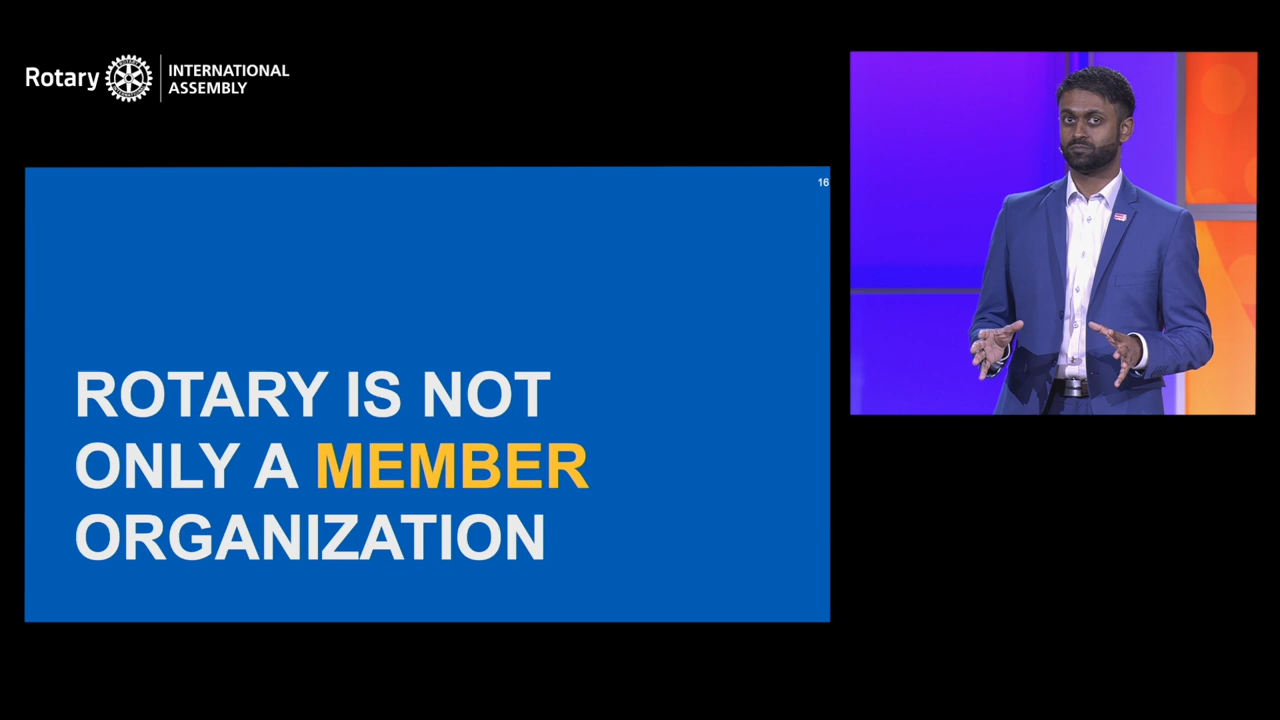 Rotary
INTERNATIONAL
ASSEMBLY
16
ROTARY IS NOT
ONLY A MEMBER
ORGANIZATION